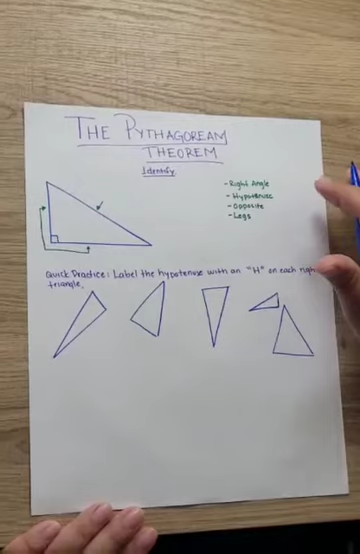 THE PYTHAGOREAM
THEOREM
Identify
- Right Angle
- Hypotenuse
- Opposite
- Legs
Quick Practice: Label the hypotenuse with an "H" on each righ
triangle.